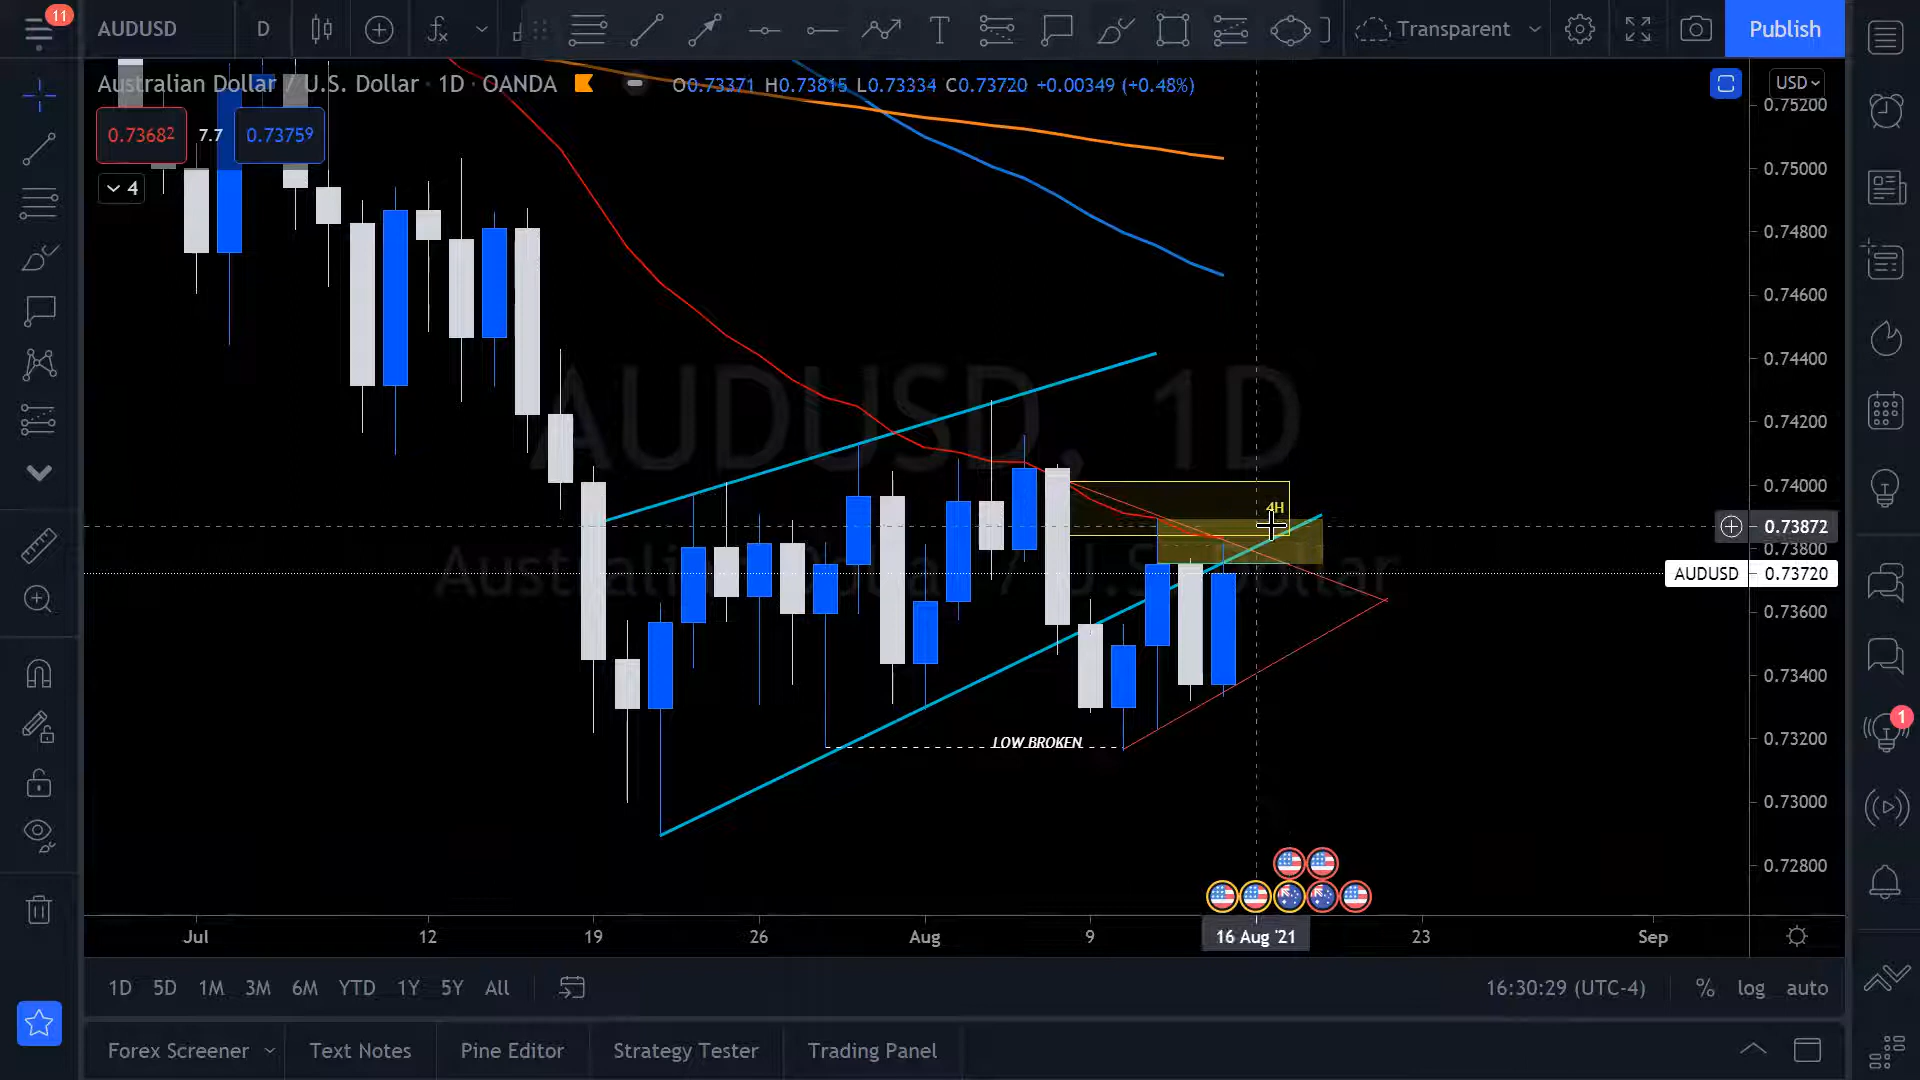 11
AUDUSD
D
Transparent
Publish
Australian Dollar / U.S. Dollar · 1D · OANDA
O0.73371 H0.73815 L0.73334 C0.73720 +0.00349 (+0.48%)
USD
0.73682
7.7
0.73759
4
0.75200
0.75000
0.74800
0.74600
0.74400
0.74200
0.74000
0.73872
0.73800
AUDUSD
0.73720
0.73600
0.73400
0.73200
0.73000
0.72800
AUDUSD, 1D
Australian Dollar / U.S. Dollar
4H
LOW BROKEN
1
Jul
12
19
26
Aug
9
16 Aug '21
23
Sep
1D
5D
1M
3M
6M
YTD
1Y
5Y
All
16:30:29 (UTC-4)
%
log
auto
Forex Screener
Text Notes
Pine Editor
Strategy Tester
Trading Panel